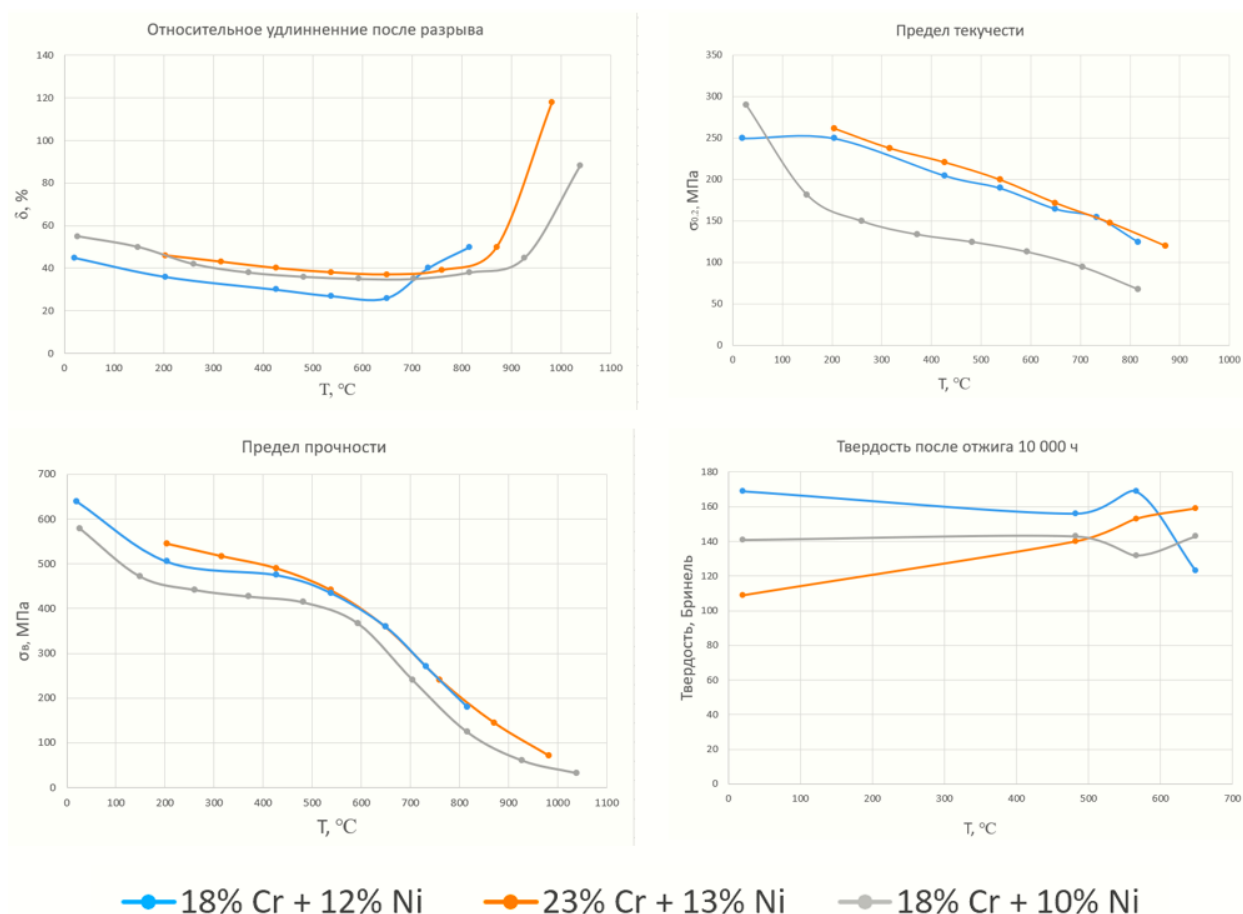 Относительное удлиннение после разрыва
140
120
100
80
60
40
20
0
δ, %
0 100 200 300 400 500 600 700 800 900 1000 1100
T, °C
Предел текучести
350
300
250
200
150
100
50
0
σ0.2, МПа
0 100 200 300 400 500 600 700 800 900 1000
T, °C
Предел прочности
700
600
500
400
300
200
100
0
σв, МПа
0 100 200 300 400 500 600 700 800 900 1000 1100
T, °C
Твердость после отжига 10 000 ч
180
160
140
120
100
80
60
40
20
0
Твердость, Бринель
0 100 200 300 400 500 600 700
T, °C
18% Cr + 12% Ni 23% Cr + 13% Ni 18% Cr + 10% Ni